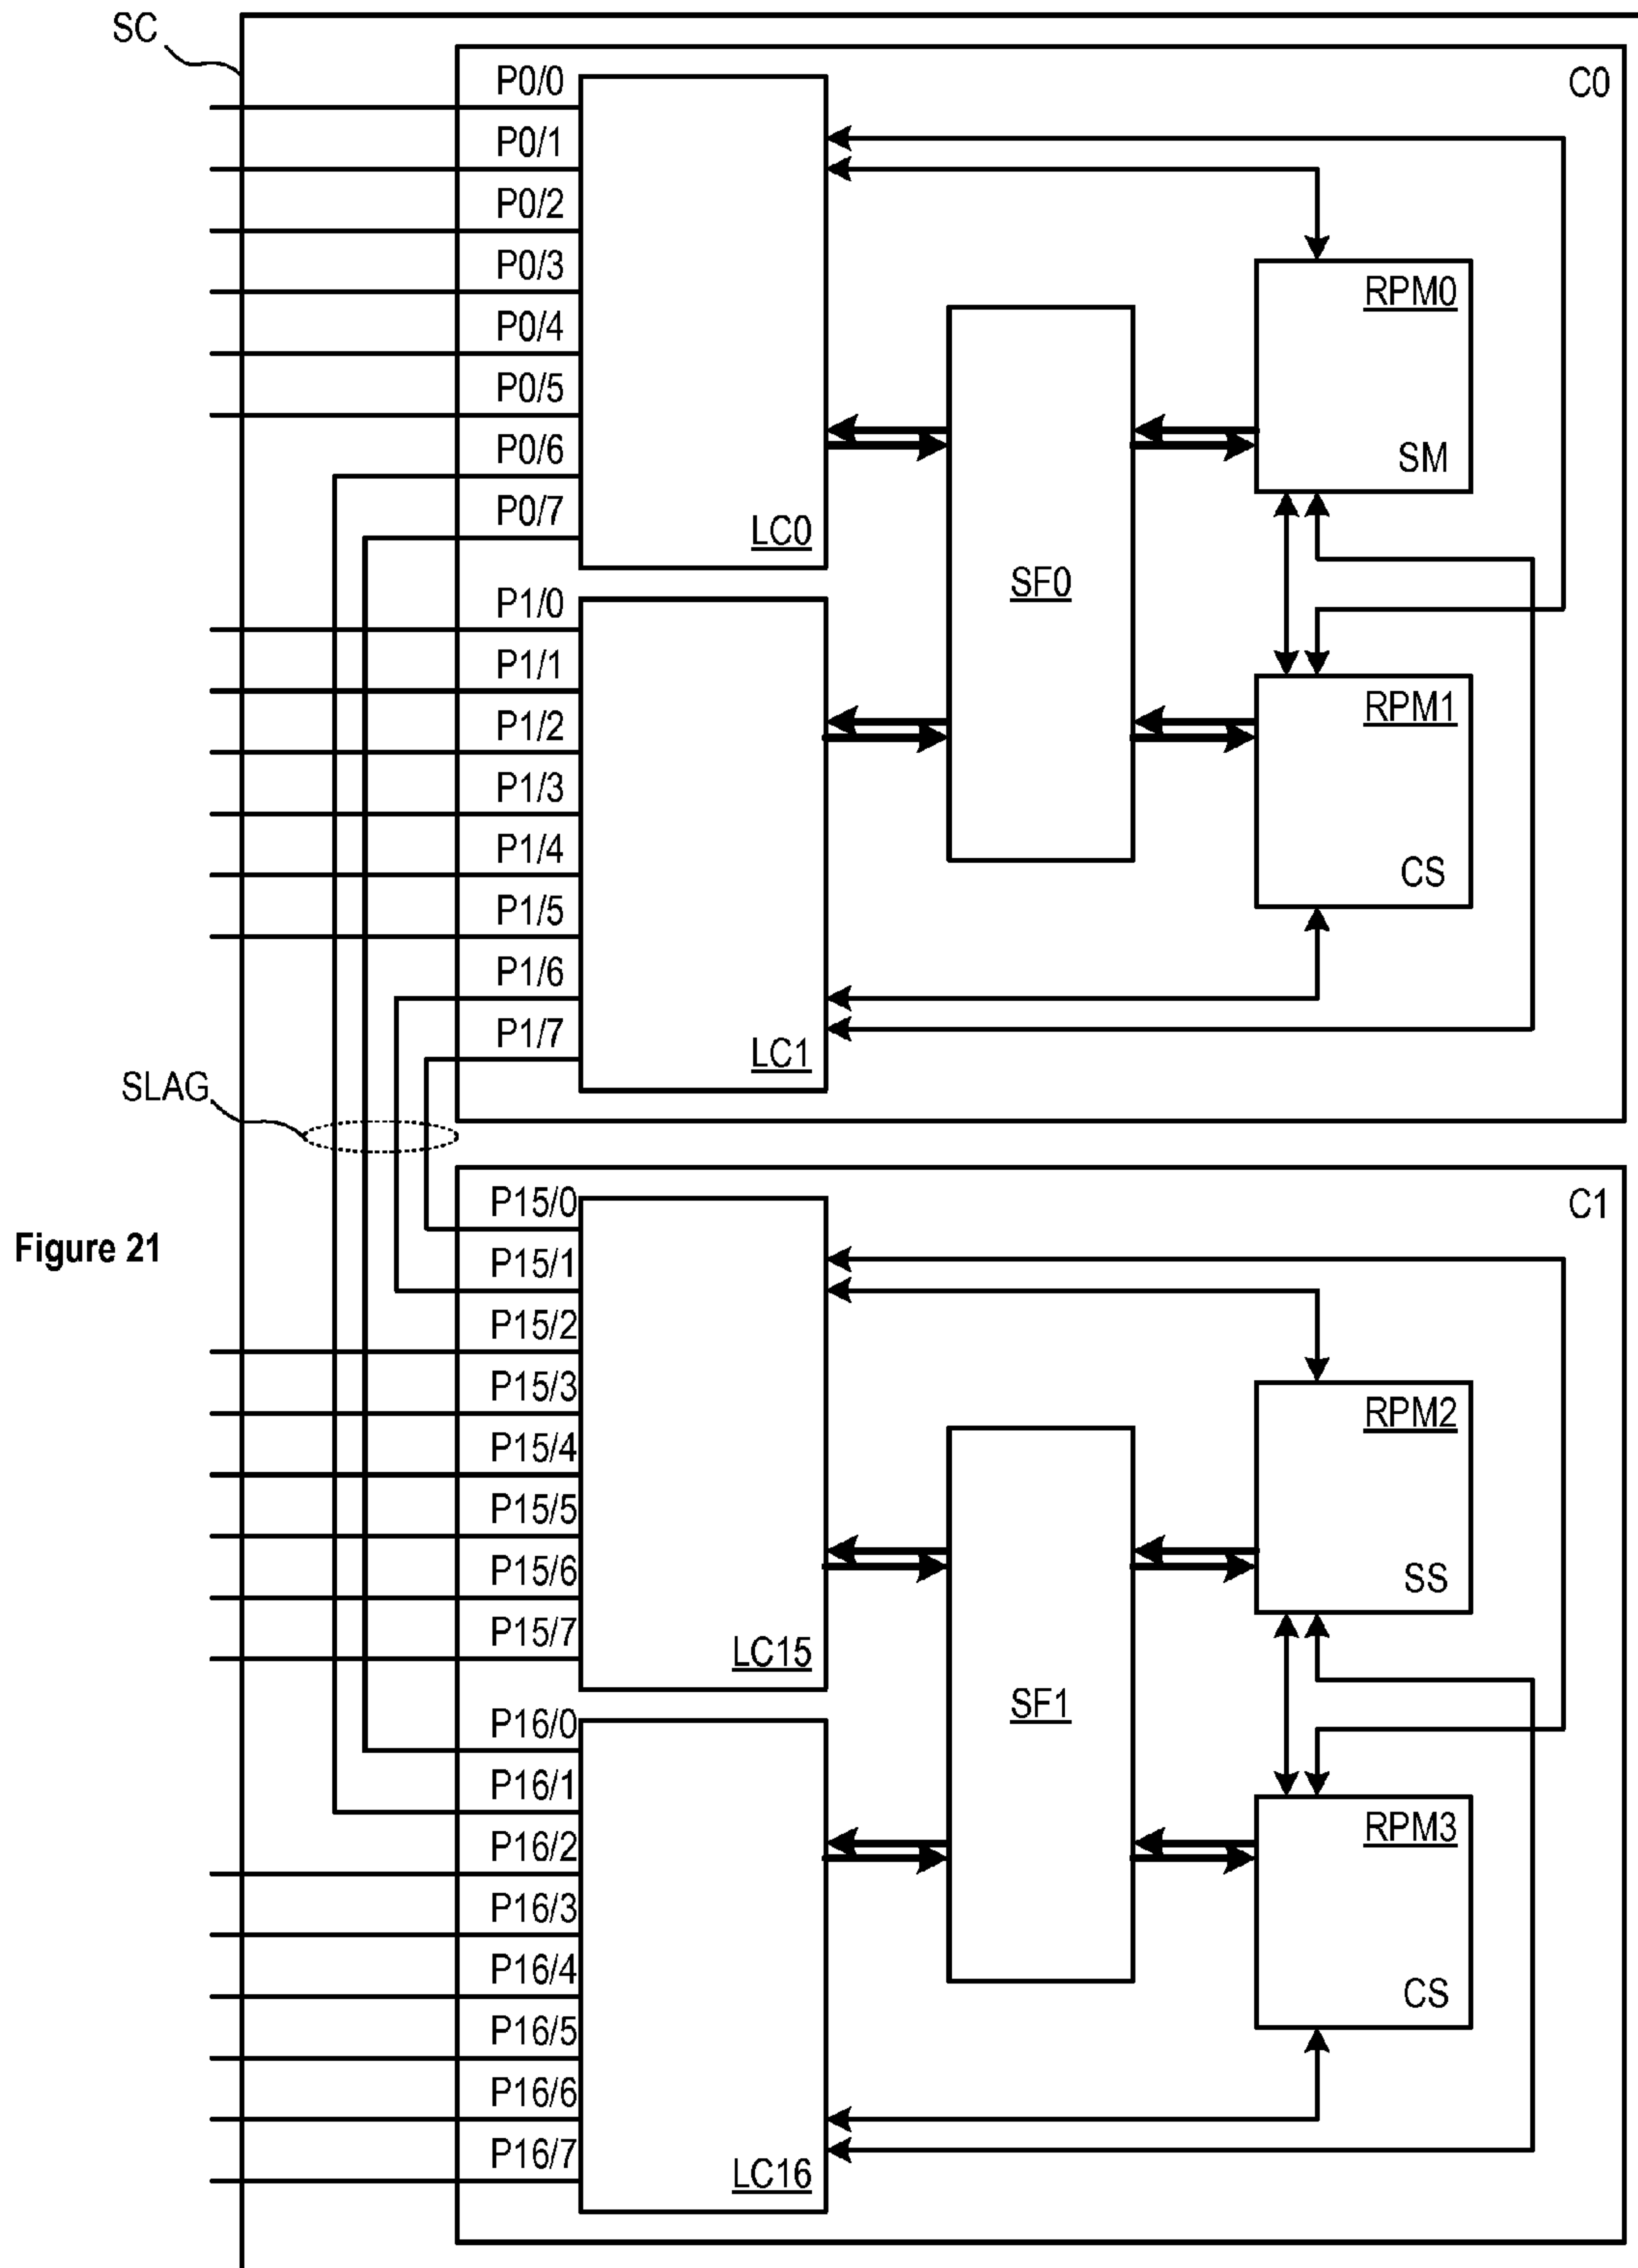 SC
C0
P0/0
P0/1
P0/2
P0/3
P0/4
P0/5
P0/6
P0/7
LC0
RPM0
SM
SF0
P1/0
P1/1
P1/2
P1/3
P1/4
P1/5
P1/6
P1/7
LC1
RPM1
CS
SLAG
Figure 21
C1
P15/0
P15/1
P15/2
P15/3
P15/4
P15/5
P15/6
P15/7
LC15
RPM2
SS
SF1
P16/0
P16/1
P16/2
P16/3
P16/4
P16/5
P16/6
P16/7
LC16
RPM3
CS